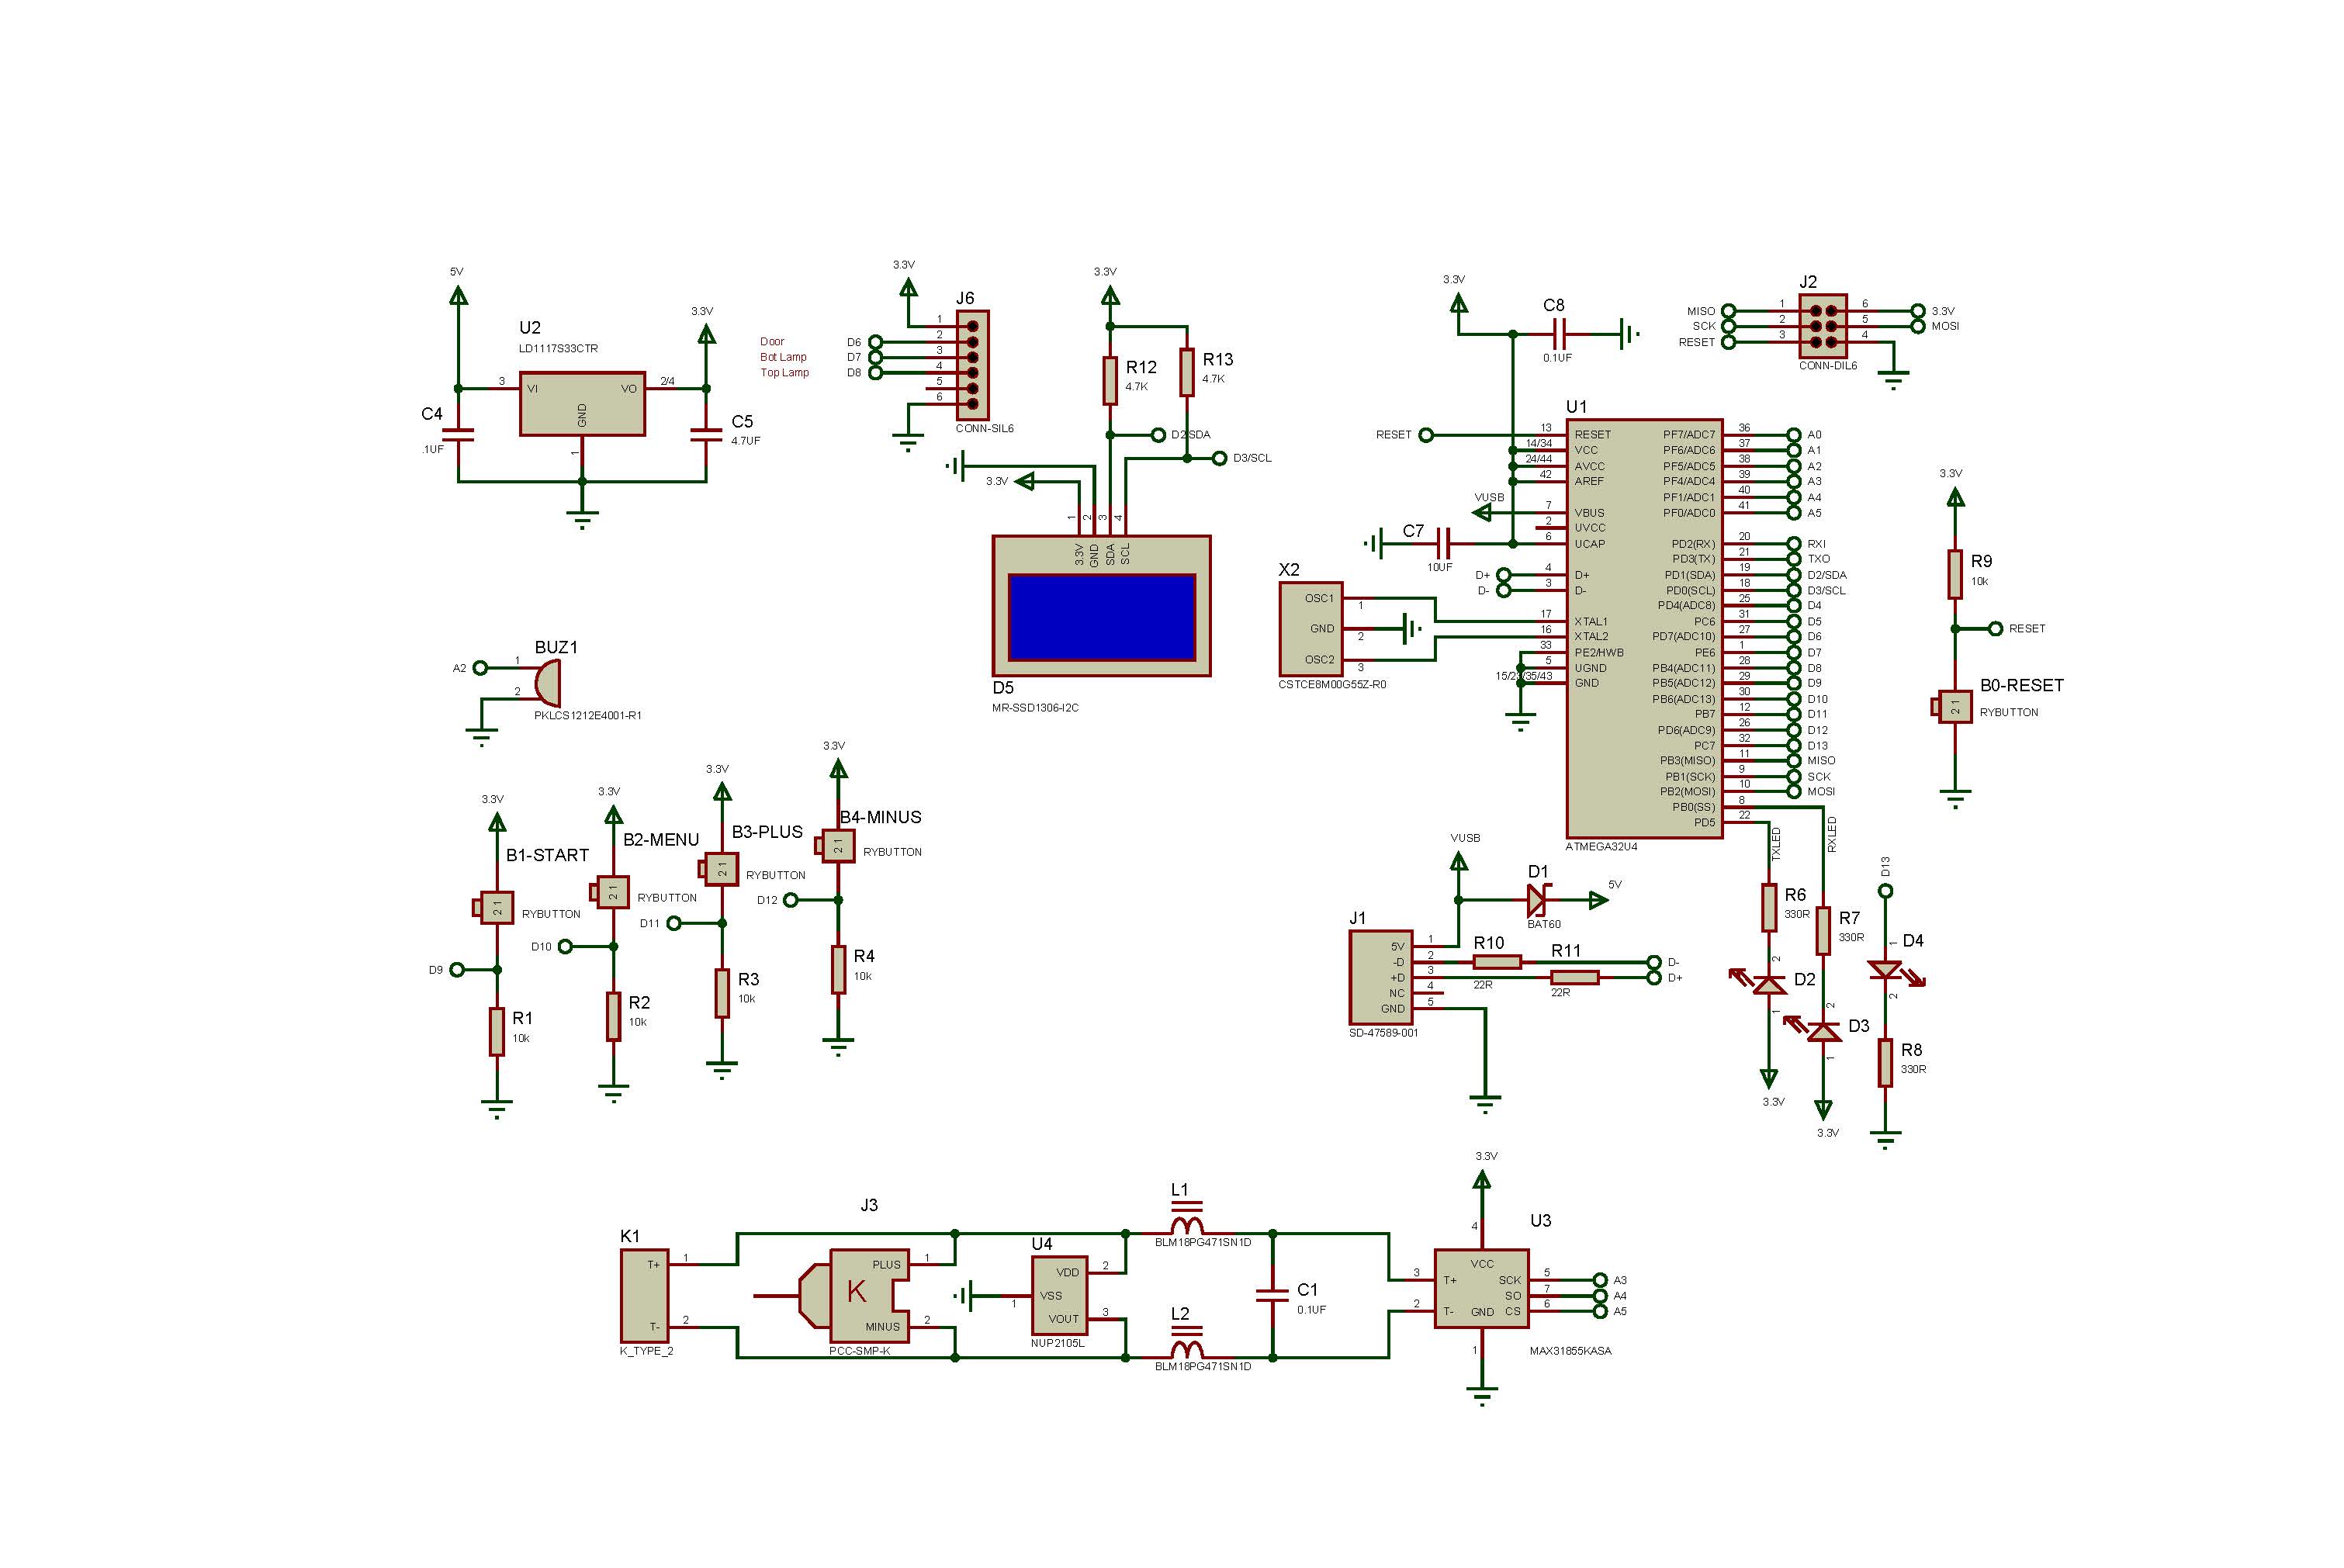 5V
3.3V
U2
LD1117S33CTR
3
VI
VO
2/4
GND
1
C4
.1UF
C5
4.7UF
3.3V
J6
1
2
3
4
5
6
Door
Bot Lamp
Top Lamp
D6
D7
D8
CONN-SIL6
3.3V
R12
4.7K
R13
4.7K
D2/SDA
D3/SCL
3.3V
1
2
3
4
3.3V
GND
SDA
SCL
D5
MR-SSD1306-I2C
3.3V
C8
0.1UF
J2
MISO 1 6 3.3V
SCK 2 5 MOSI
RESET 3 4
CONN-DIL6
U1
RESET 13 RESET PF7/ADC7 36 A0
14/34 VCC PF6/ADC6 37 A1
24/44 AVCC PF5/ADC5 38 A2
42 AREF PF4/ADC4 39 A3
PF1/ADC1 40 A4
VUSB 7 VBUS PF0/ADC0 41 A5
2 UVCC
C7
10UF
6 UCAP PD2(RX) 20 RXI
PD3(TX) 21 TXO
D+ 4 D+ PD1(SDA) 19 D2/SDA
D- 3 D- PD0(SCL) 18 D3/SCL
PD4(ADC8) 25 D4
17 XTAL1 PC6 31 D5
16 XTAL2 PD7(ADC10) 27 D6
33 PE2/HWB PE6 1 D7
5 UGND PB4(ADC11) 28 D8
15/23/35/43 GND PB5(ADC12) 29 D9
PB6(ADC13) 30 D10
PB7 12 D11
PD6(ADC9) 26 D12
PC7 32 D13
PB3(MISO) 11 MISO
PB1(SCK) 9 SCK
PB2(MOSI) 10 MOSI
PB0(SS) 8
PD5 22
ATMEGA32U4
X2
OSC1 1
GND 2
OSC2 3
CSTCE8M00G55Z-R0
3.3V
R9
10k
RESET
B0-RESET
2 1
RYBUTTON
BUZ1
A2 1
2
PKLCS1212E4001-R1
3.3V
B1-START
2 1
RYBUTTON
D9
R1
10k
3.3V
B2-MENU
2 1
RYBUTTON
D10
R2
10k
3.3V
B3-PLUS
2 1
RYBUTTON
D11
R3
10k
3.3V
B4-MINUS
2 1
RYBUTTON
D12
R4
10k
VUSB
D1
BAT60
5V
J1
5V 1
-D 2
+D 3
NC 4
GND 5
SD-47589-001
R10
22R
R11
22R
D-
D+
TXLED
RXLED
R6
330R
2
D2
1
3.3V
R7
330R
2
D3
1
3.3V
D13
1
D4
2
R8
330R
K1
T+ 1
T- 2
K_TYPE_2
J3
K
PLUS 1
MINUS 2
PCC-SMP-K
U4
VDD 2
VSS 1
VOUT 3
NUP2105L
L1
BLM18PG471SN1D
L2
BLM18PG471SN1D
C1
0.1UF
3.3V
U3
4
VCC
3 T+ SCK 5 A3
SO 7 A4
2 T- GND CS 6 A5
1
MAX31855KASA